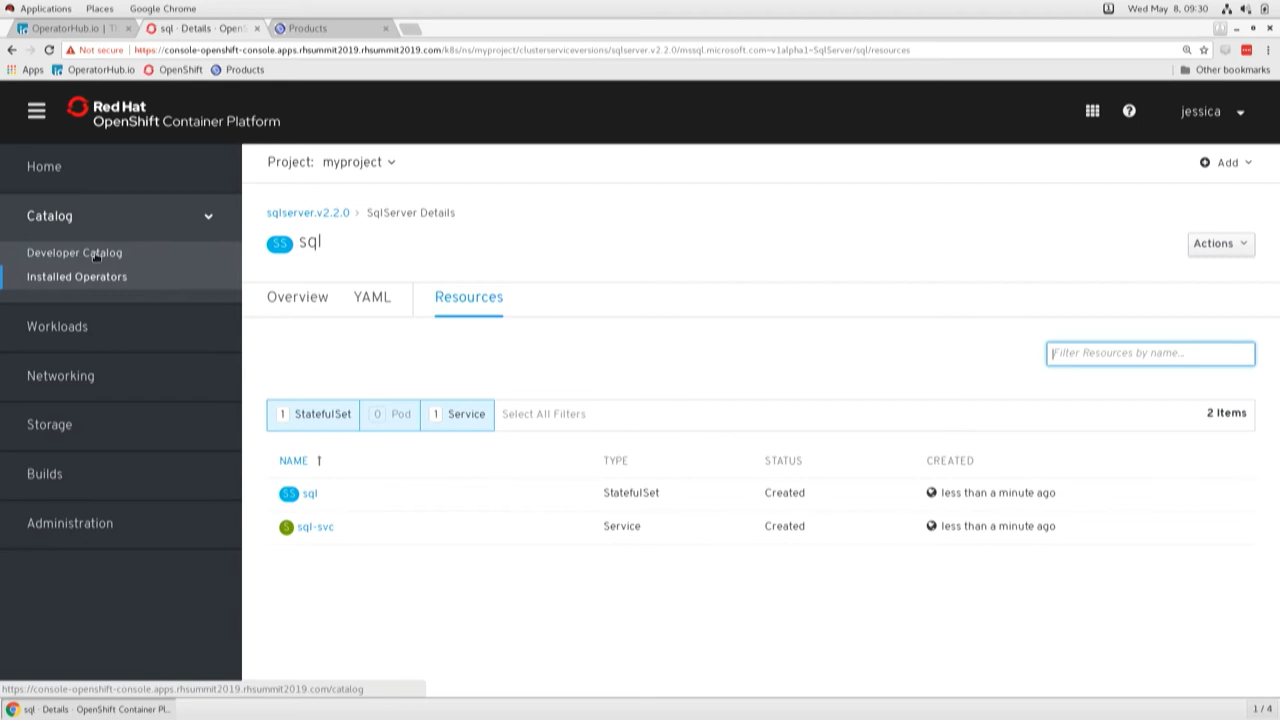 Applications Places Google Chrome Wed May 8, 09:30
OperatorHub.io | T sql · Details · Open Products
Not secure https://console-openshift-console.apps.rhsummit2019.rhsummit2019.com/k8s/ns/myproject/clusterserviceversions/sqlserver.v2.2.0/mssql.microsoft.com~v1alpha1~SqlServer/sql/resources
Apps OperatorHub.io OpenShift Products Other bookmarks
Red Hat
OpenShift Container Platform
jessica
Home
Catalog
Developer Catalog
Installed Operators
Workloads
Networking
Storage
Builds
Administration
Project: myproject Add
sqlserver.v2.2.0 > SqlServer Details
SS sql
Actions
Overview YAML Resources
Filter Resources by name...
1 StatefulSet 0 Pod 1 Service Select All Filters 2 Items
NAME ↑ TYPE STATUS CREATED
SS sql StatefulSet Created less than a minute ago
S sql-svc Service Created less than a minute ago
https://console-openshift-console.apps.rhsummit2019.rhsummit2019.com/catalog
sql · Details · OpenShift Container Pl... 1 / 4